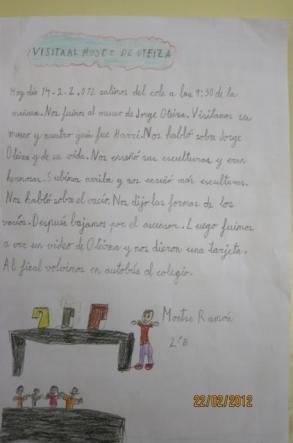 VISITA AL MUSEO DE OTEIZA
Hoy día 14-2-2.012 salimos del cole a las 9:30 de la
mañana. Nos fuimos al museo de Jorge Oteiza. Visitamos su
museo y nuestro guía fue Harri. Nos habló sobre Jorge
Oteiza y de su vida. Nos enseñó sus esculturas y eran
hermosas. Subimos arriba y nos enseñó más esculturas.
Nos habló sobre el vacío. Nos dijo las formas de los
vacíos. Después bajamos por el ascensor. Luego fuimos
a ver un video de Oteiza y nos dieron una tarjeta.
Al final volvimos en autobús al colegio.
Montse Ramón
2ºB
22/02/2012